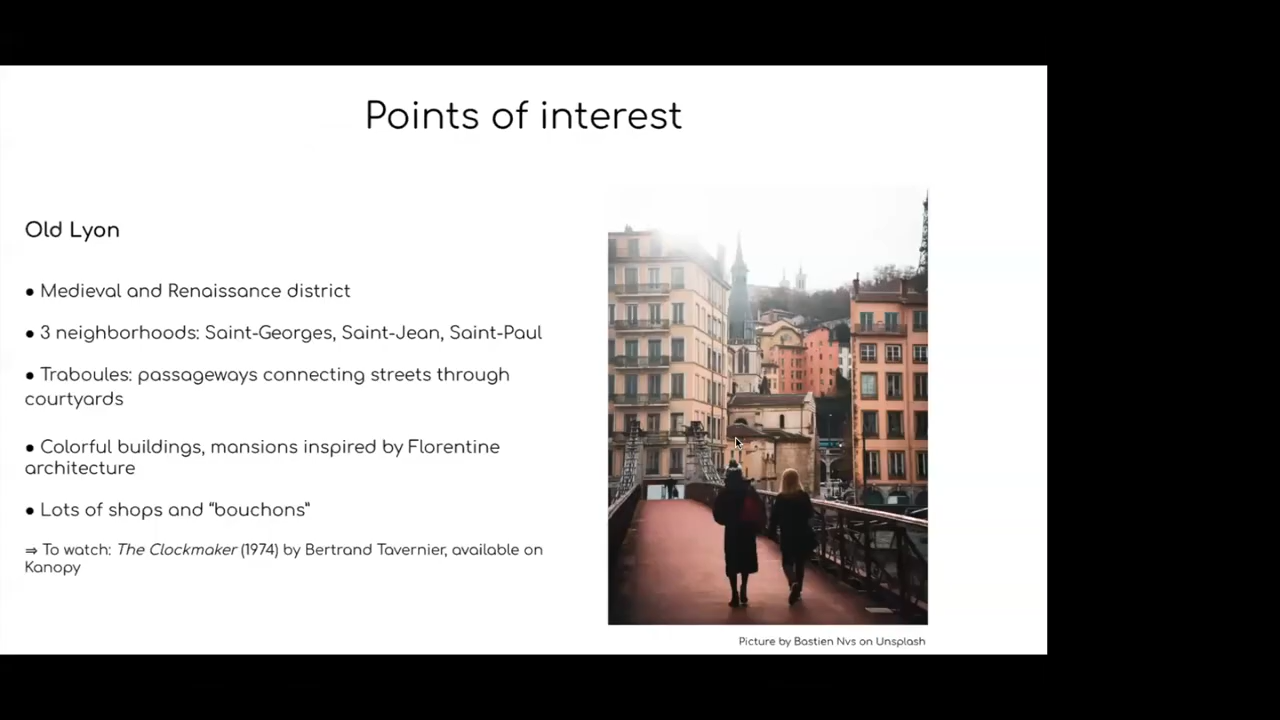 Points of interest
Old Lyon
● Medieval and Renaissance district
● 3 neighborhoods: Saint-Georges, Saint-Jean, Saint-Paul
● Traboules: passageways connecting streets through
courtyards
● Colorful buildings, mansions inspired by Florentine
architecture
● Lots of shops and “bouchons”
⇒ To watch: The Clockmaker (1974) by Bertrand Tavernier, available on
Kanopy
Picture by Bastien Nvs on Unsplash